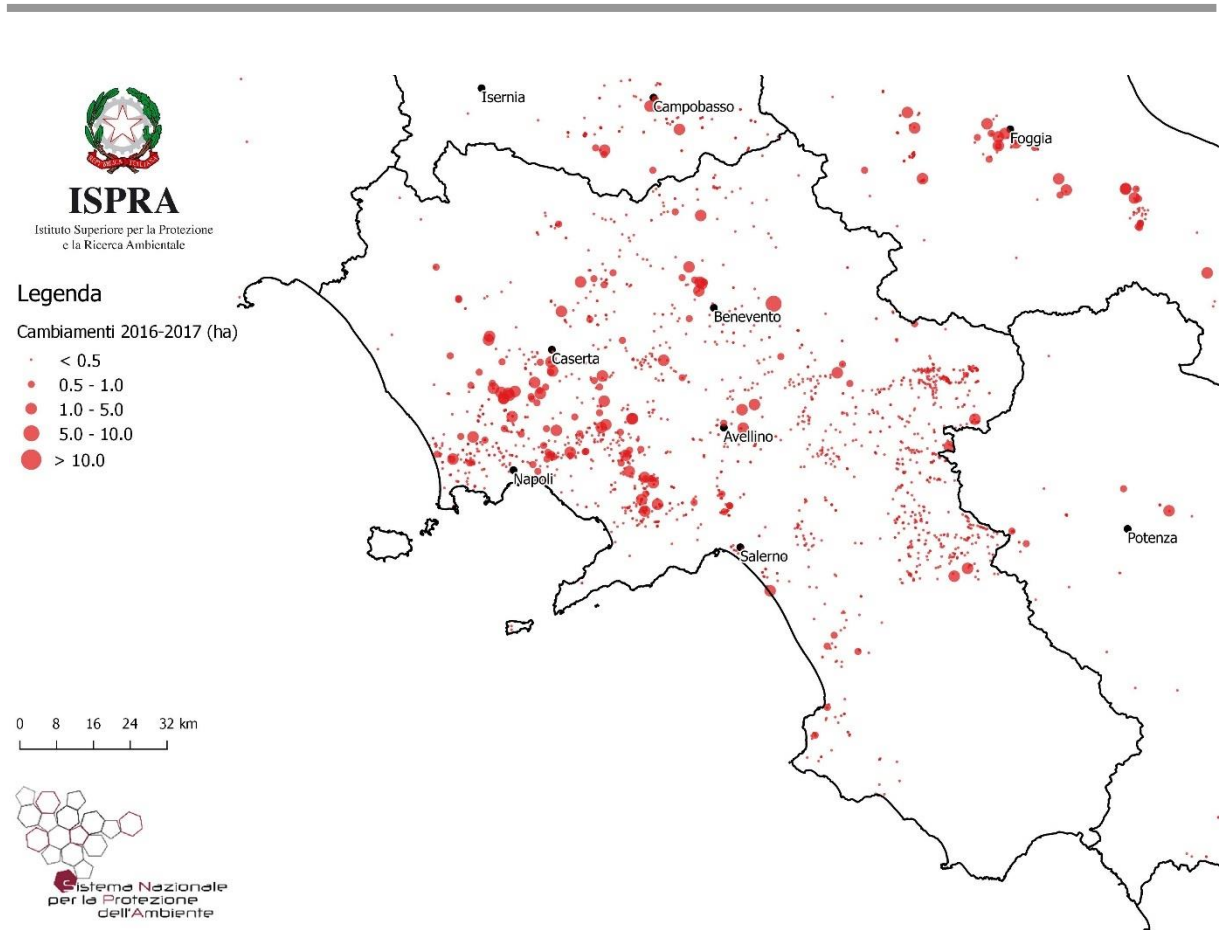 REPVBBLICA ITALIANA
ISPRA
Istituto Superiore per la Protezione
e la Ricerca Ambientale
Legenda
Cambiamenti 2016-2017 (ha)
< 0.5
0.5 - 1.0
1.0 - 5.0
5.0 - 10.0
> 10.0
Isernia
Campobasso
Foggia
Benevento
Caserta
Avellino
Napoli
Potenza
Salerno
0 8 16 24 32 km
Sistema Nazionale
per la Protezione
dell'Ambiente